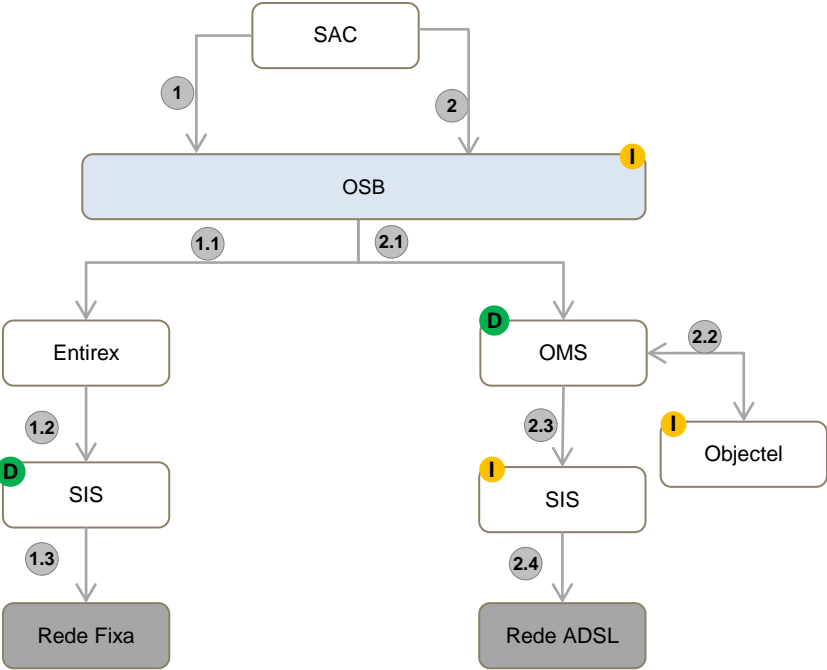 SAC
1
2
I
OSB
1.1
2.1
D
Entirex
OMS
2.2
1.2
2.3
I
Objectel
D
SIS
I
SIS
1.3
2.4
Rede Fixa
Rede ADSL